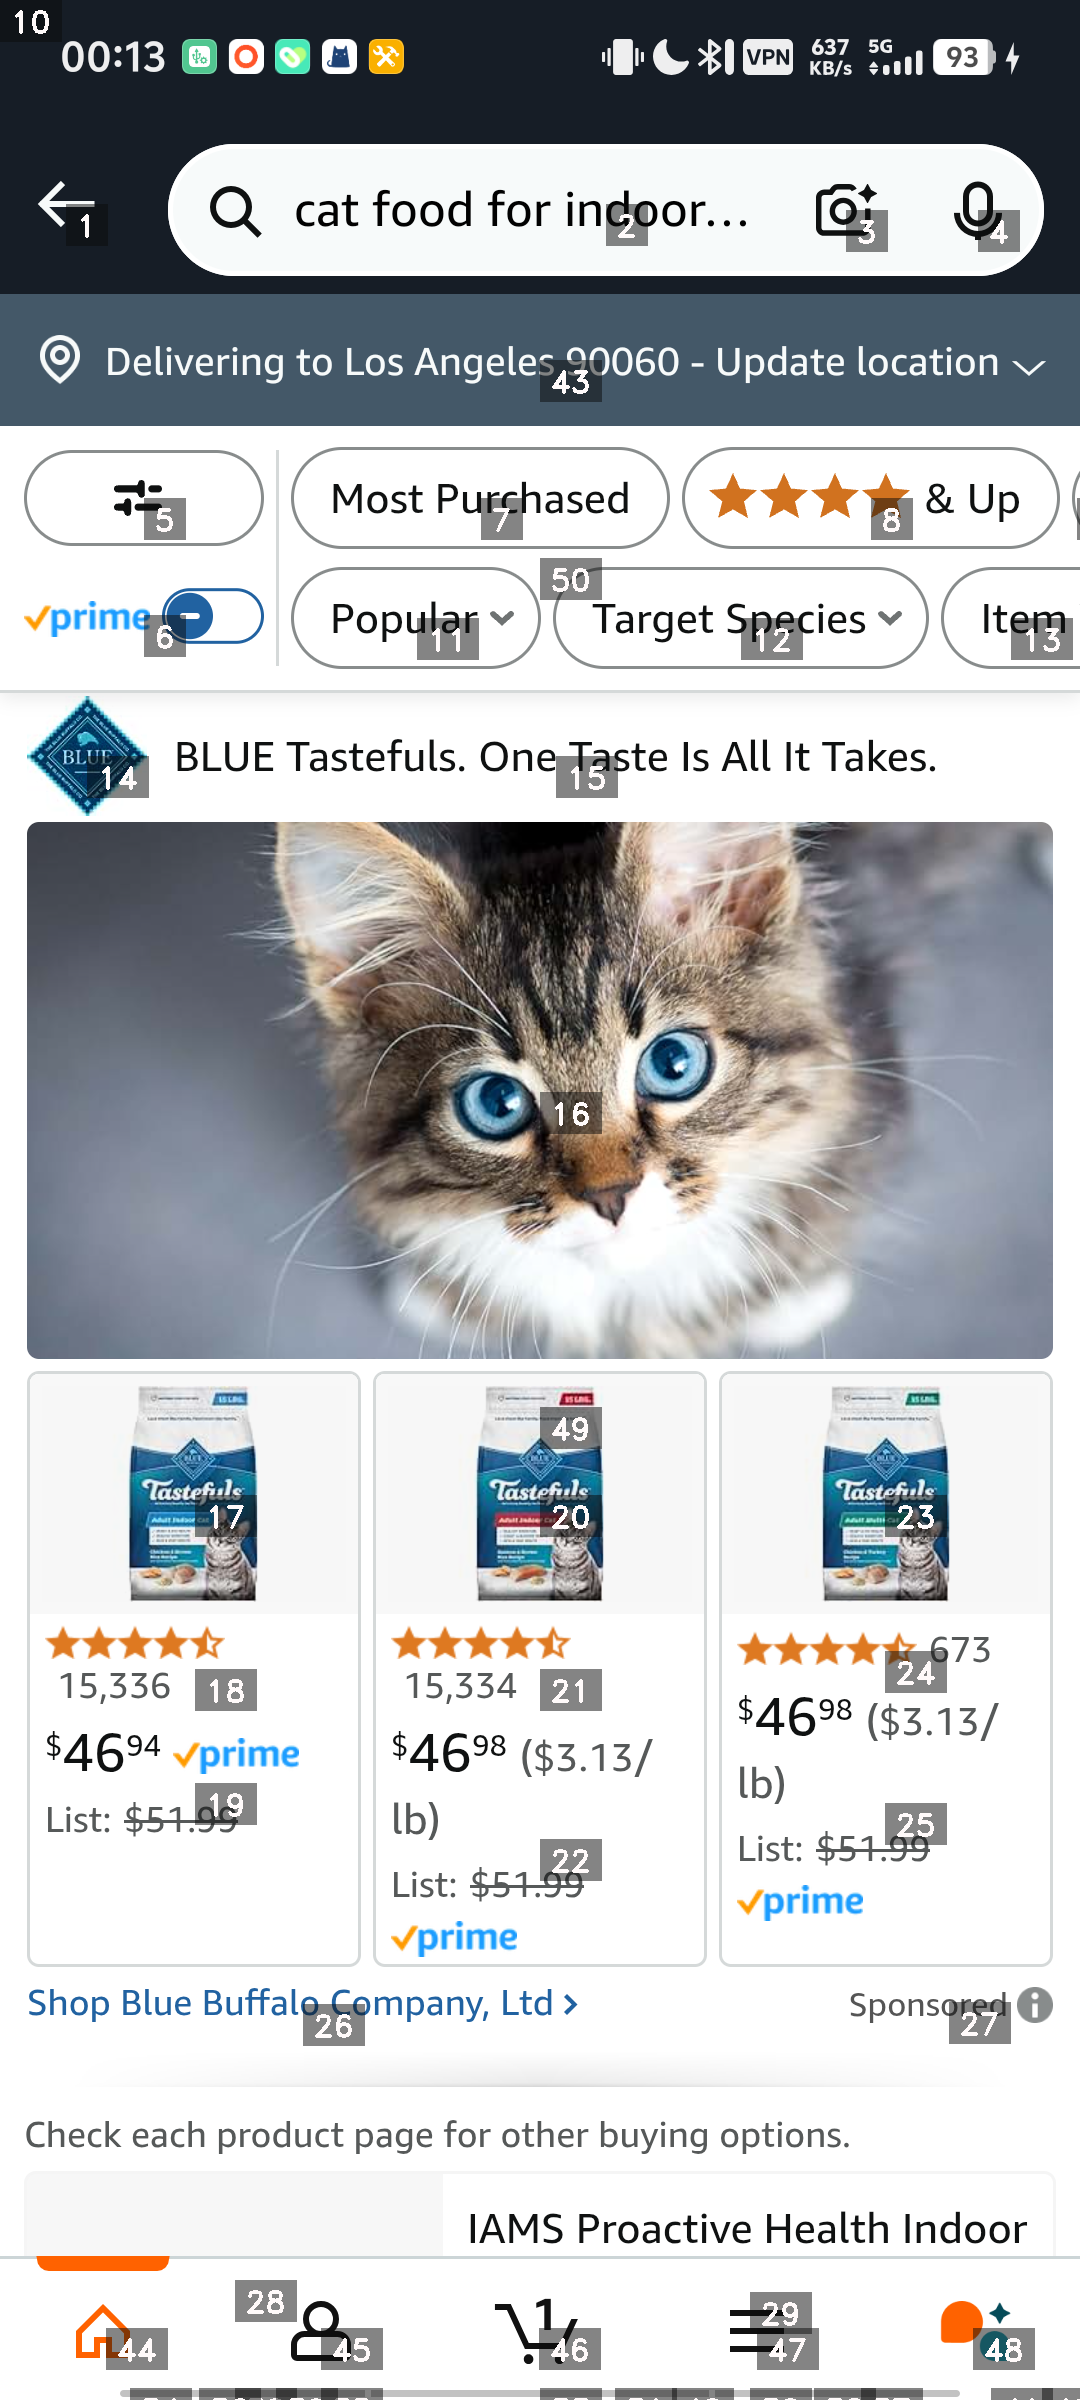 10
00:13
VPN
637
KB/s
5G
93
1
cat food for indoor...
2
3
4
Delivering to Los Angeles 90060 - Update location
43
5
Most Purchased
7
8
& Up
prime
6
50
Popular
11
Target Species
12
Item
13
BLUE
14
BLUE Tastefuls. One Taste Is All It Takes.
15
16
49
Tastefuls
17
Tastefuls
20
Tastefuls
23
15,336
18
$46.94 prime
19
List: $51.99
15,334
21
$46.98 ($3.13/
lb)
22
List: $51.99
prime
673
24
$46.98 ($3.13/
lb)
25
List: $51.99
prime
Shop Blue Buffalo Company, Ltd
26
Sponsored
27
Check each product page for other buying options.
IAMS Proactive Health Indoor
28
1
29
44
45
46
47
48